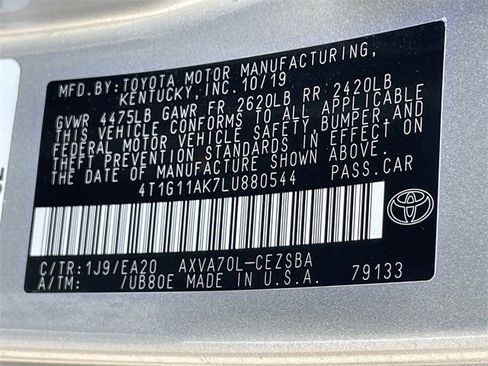 MFD.BY:TOYOTA MOTOR MANUFACTURING,
KENTUCKY,INC.10/19
GVWR 4475LB GAWR FR 2620LB RR 2420LB
THIS VEHICLE CONFORMS TO ALL APPLICABLE
FEDERAL MOTOR VEHICLE SAFETY,BUMPER,AND
THEFT PREVENTION STANDARDS IN EFFECT ON
THE DATE OF MANUFACTURE SHOWN ABOVE.
4T1G11AK7LU880544 PASS.CAR
C/TR:1J9/EA20 AXVA70L-CEZSBA
A/TM: 7UB80E MADE IN U.S.A. 79133